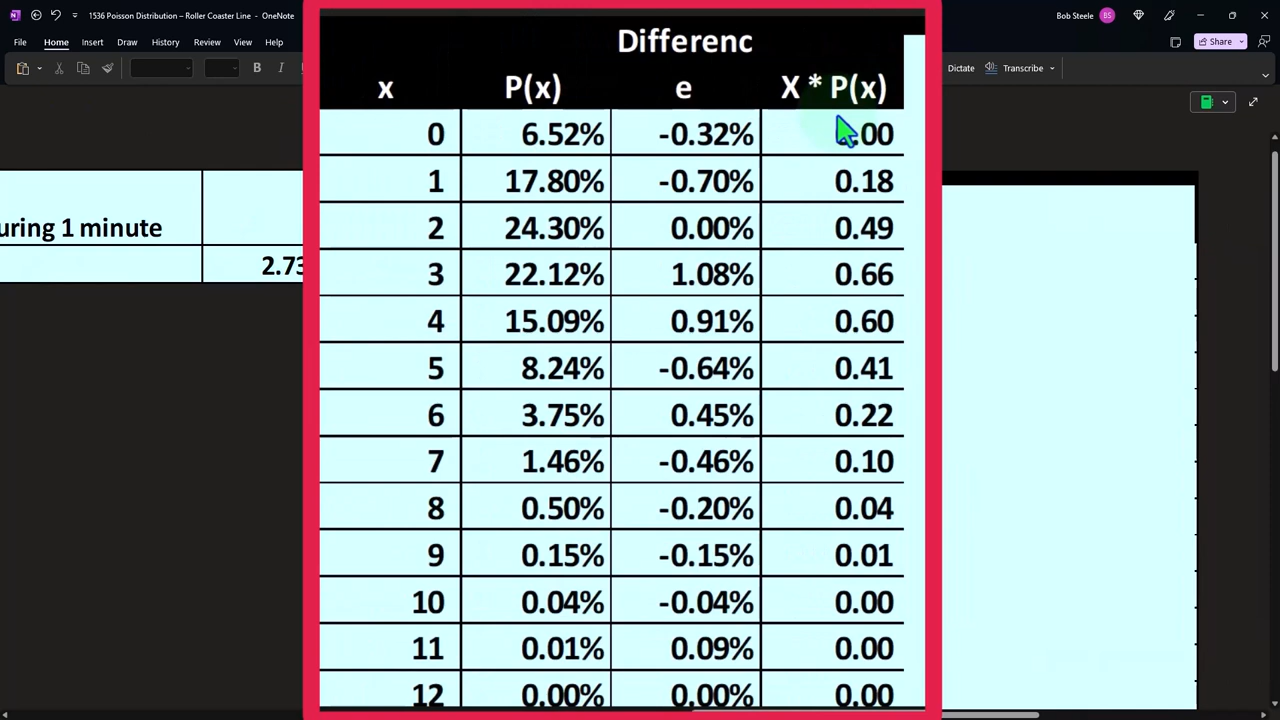 1536 Poisson Distribution – Roller Coaster Line – OneNote
Bob Steele BS
File Home Insert Draw History Review View Help Share
B I Dictate Transcribe
uring 1 minute
2.73
Differenc
x P(x) e X * P(x)
0 6.52% -0.32% .00
1 17.80% -0.70% 0.18
2 24.30% 0.00% 0.49
3 22.12% 1.08% 0.66
4 15.09% 0.91% 0.60
5 8.24% -0.64% 0.41
6 3.75% 0.45% 0.22
7 1.46% -0.46% 0.10
8 0.50% -0.20% 0.04
9 0.15% -0.15% 0.01
10 0.04% -0.04% 0.00
11 0.01% 0.09% 0.00
12 0.00% 0.00% 0.00